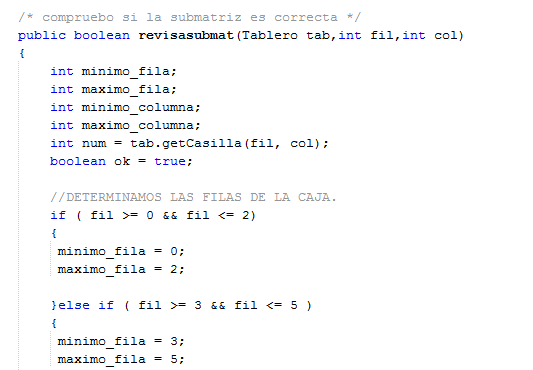 /* compruebo si la submatriz es correcta */
public boolean revisasubmat(Tablero tab,int fil,int col)
{
int minimo_fila;
int maximo_fila;
int minimo_columna;
int maximo_columna;
int num = tab.getCasilla(fil, col);
boolean ok = true;
//DETERMINAMOS LAS FILAS DE LA CAJA.
if ( fil >= 0 && fil <= 2)
{
minimo_fila = 0;
maximo_fila = 2;
}else if ( fil >= 3 && fil <= 5 )
{
minimo_fila = 3;
maximo_fila = 5;